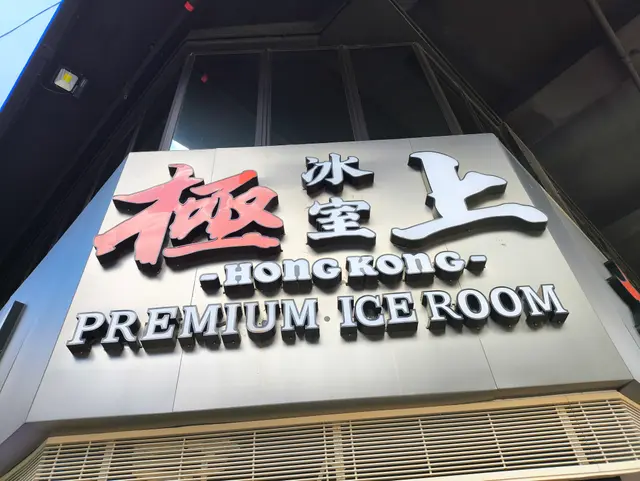 極冰室上
- HONG KONG -
PREMIUM · ICE ROOM